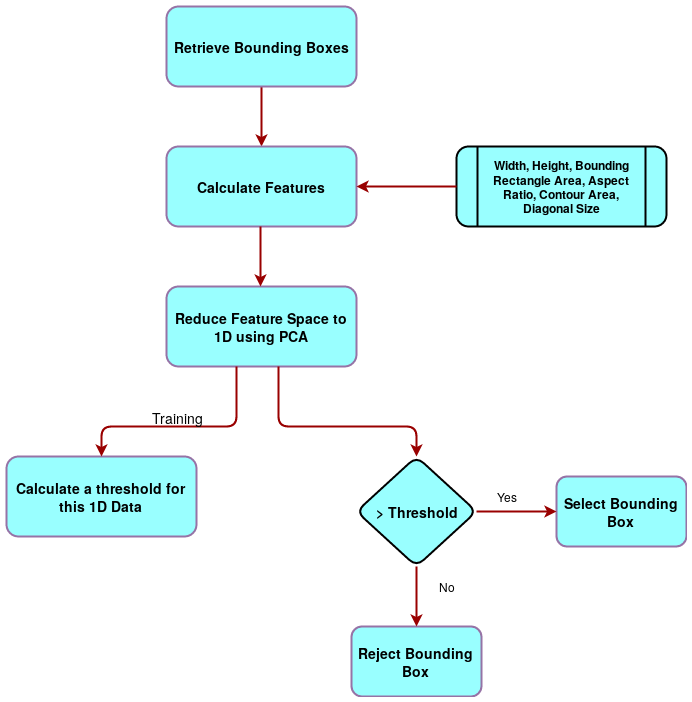 Retrieve Bounding Boxes
Calculate Features
Width, Height, Bounding
Rectangle Area, Aspect
Ratio, Contour Area,
Diagonal Size
Reduce Feature Space to
1D using PCA
Training
Calculate a threshold for
this 1D Data
> Threshold
Yes
Select Bounding
Box
No
Reject Bounding
Box